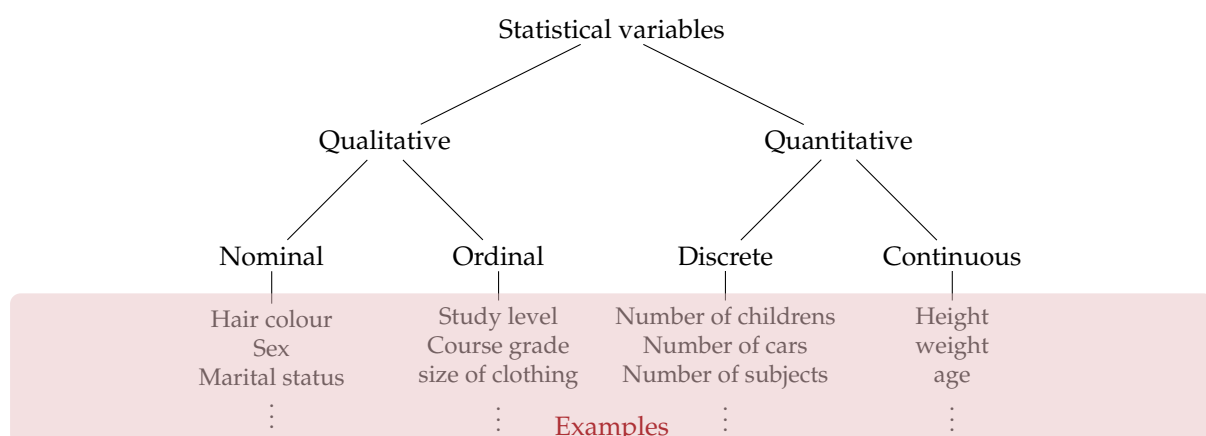 Statistical variables
Qualitative Quantitative
Nominal Ordinal Discrete Continuous
Hair colour Study level Number of childrens Height
Sex Course grade Number of cars weight
Marital status size of clothing Number of subjects age
⋮ ⋮ ⋮ ⋮
Examples